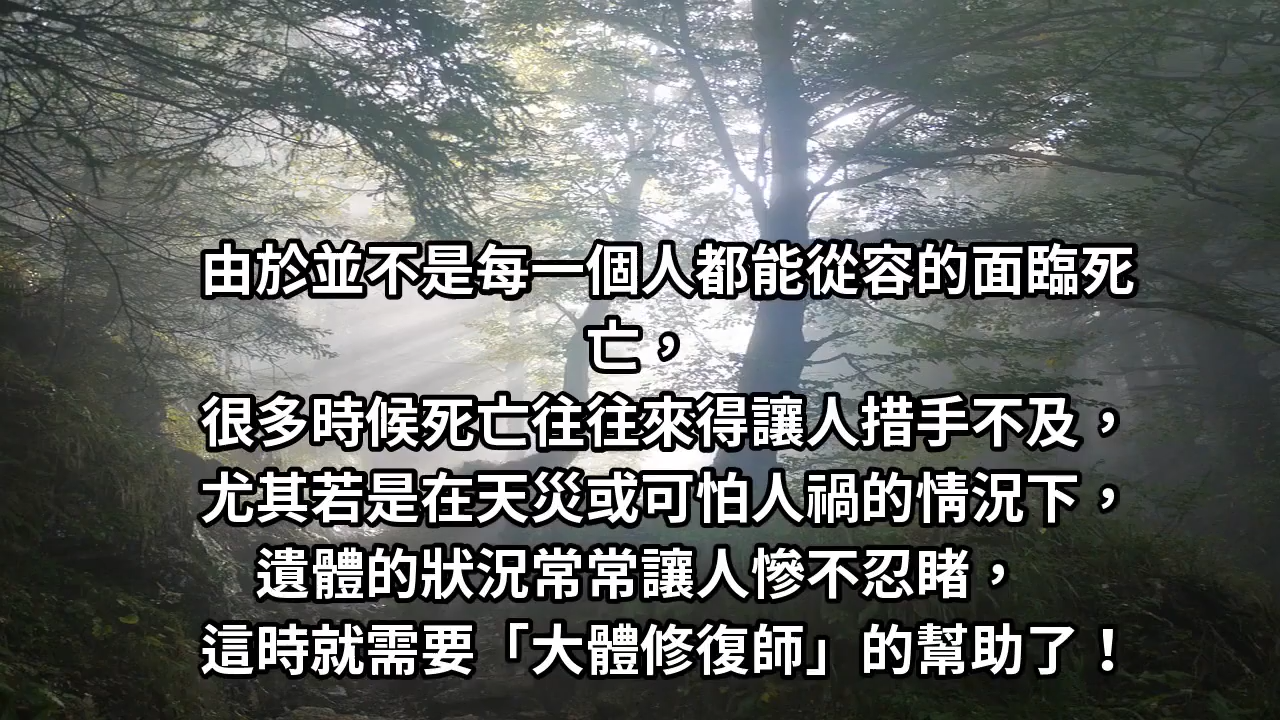 由於並不是每一個人都能從容的面臨死
亡，
很多時候死亡往往來得讓人措手不及，
尤其若是在天災或可怕人禍的情況下，
遺體的狀況常常讓人慘不忍睹，
這時就需要「大體修復師」的幫助了！